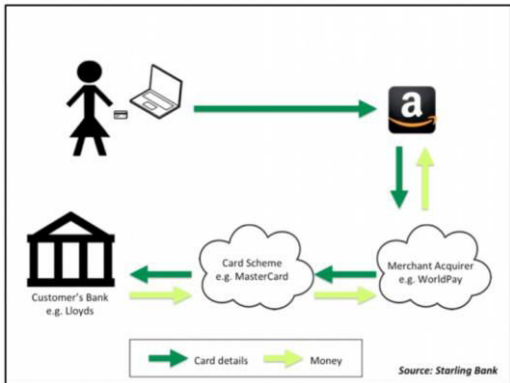 a
Card Scheme
e.g. MasterCard
Merchant Acquirer
e.g. WorldPay
Customer's Bank
e.g. Lloyds
Card details
Money
Source: Starling Bank